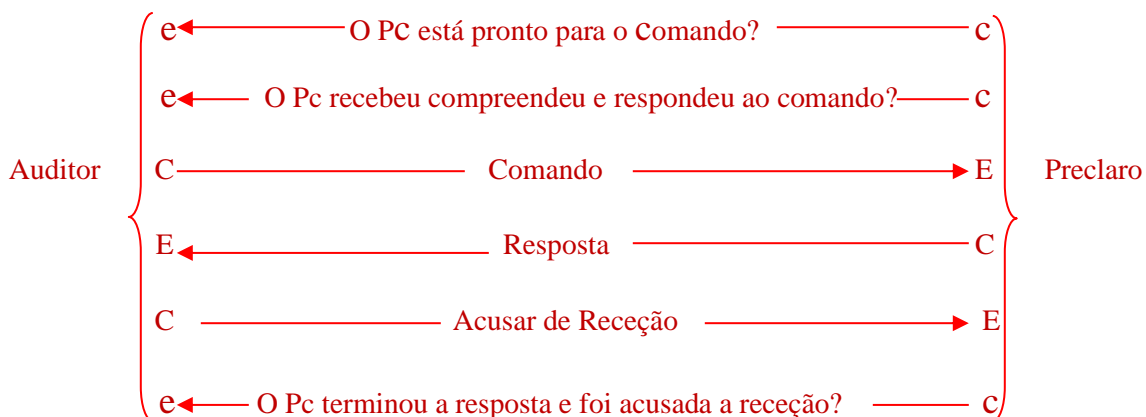 e O Pc está pronto para o Comando? c
e O Pc recebeu compreendeu e respondeu ao comando? c
Auditor C Comando E Preclaro
E Resposta C
C Acusar de Receção E
e O Pc terminou a resposta e foi acusada a receção? c